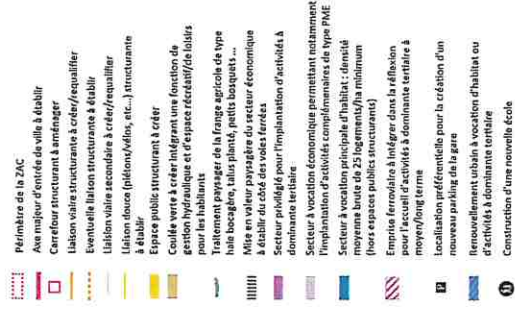 Périmètre de la ZAC
Axe majeur d'entrée de ville à établir
Carrefour structurant à aménager
Liaison viaire structurante à créer/requalifier
Eventuelle liaison structurante à établir
Liaison viaire secondaire à créer/requalifier
Liaison douce (piétons/vélos, etc...) structurante
à établir
Espace public structurant à créer
Coulée verte à créer intégrant une fonction de
gestion hydraulique et d'espace récréatif/de loisirs
pour les habitants
Traitement paysager de la frange agricole de type
haie bocagère, talus planté, petits bosquets ...
Mise en valeur paysagère du secteur économique
à établir du côté des voies ferrées
Secteur privilégié pour l'implantation d'activités à
dominante tertiaire
Secteur à vocation économique permettant notamment
l'implantation d'activités complémenaires de type PME
Secteur à vocation principale d'habitat : densité
moyenne brute de 25 logements/ha minimum
(hors espaces publics structurants)
Emprise ferroviaire à intégrer dans la réflexion
pour l'accueil d'activités à dominante tertiaire à
moyen/long terme
P Localisation préférentielle pour la création d'un
nouveau parking de la gare
Renouvellement urbain à vocation d'habitat ou
d'activités à dominante tertiaire
Construction d'une nouvelle école